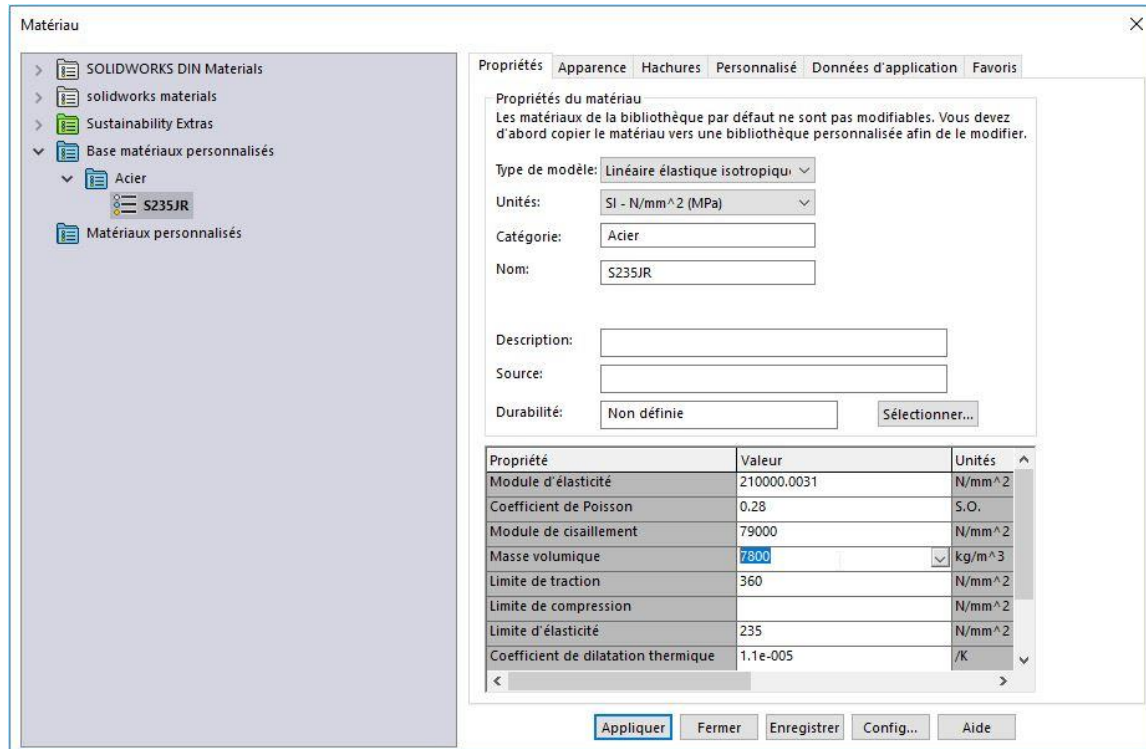 Matériau
SOLIDWORKS DIN Materials
solidworks materials
Sustainability Extras
Base matériaux personnalisés
Acier
S235JR
Matériaux personnalisés
Propriétés Apparence Hachures Personnalisé Données d'application Favoris
Propriétés du matériau
Les matériaux de la bibliothèque par défaut ne sont pas modifiables. Vous devez
d'abord copier le matériau vers une bibliothèque personnalisée afin de le modifier.
Type de modèle: Linéaire élastique isotropiqu
Unités: SI - N/mm^2 (MPa)
Catégorie: Acier
Nom: S235JR
Description:
Source:
Durabilité: Non définie Sélectionner...
Propriété Valeur Unités
Module d'élasticité 210000.0031 N/mm^2
Coefficient de Poisson 0.28 S.O.
Module de cisaillement 79000 N/mm^2
Masse volumique 7800 kg/m^3
Limite de traction 360 N/mm^2
Limite de compression N/mm^2
Limite d'élasticité 235 N/mm^2
Coefficient de dilatation thermique 1.1e-005 /K
Appliquer Fermer Enregistrer Config... Aide